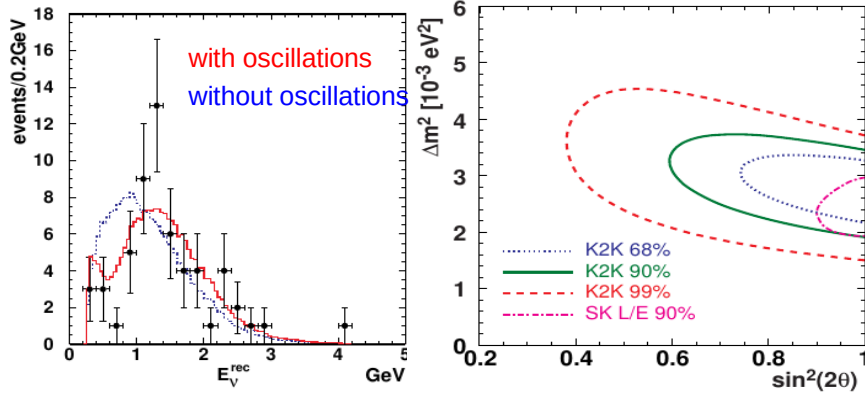 events/0.2GeV
18
16
14
12
10
8
6
4
2
0
with oscillations
without oscillations
0 1 2 3 4 5
E_ν^rec GeV
Δm² [10⁻³ eV²]
6
5
4
3
2
1
0
K2K 68%
K2K 90%
K2K 99%
SK L/E 90%
0.2 0.4 0.6 0.8 1
sin²(2θ)